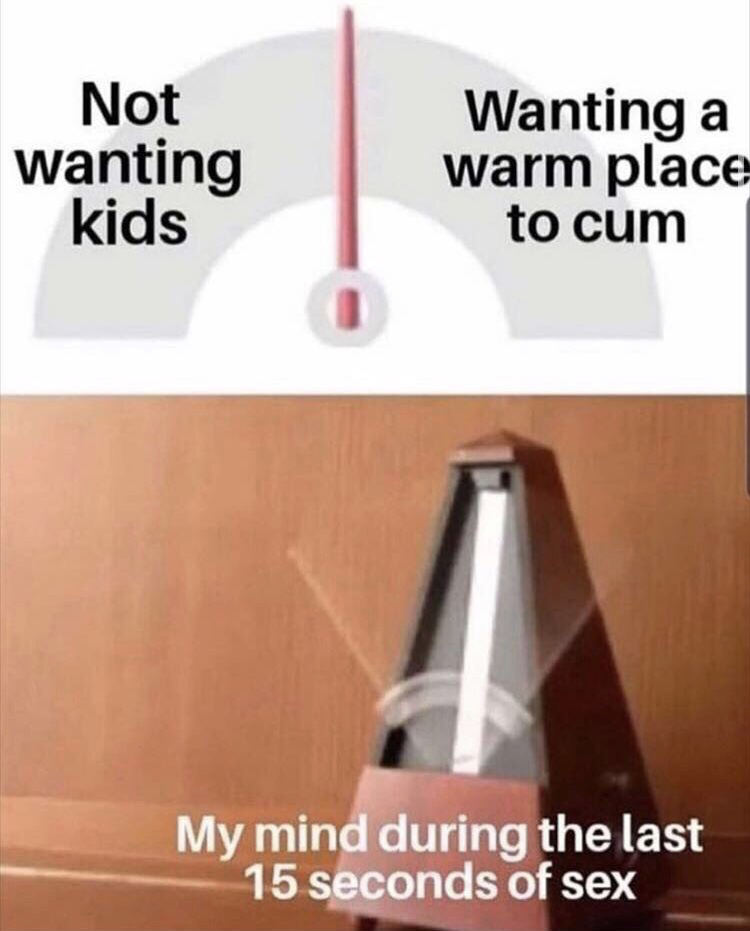 Not
wanting
kids
Wanting a
warm place
to cum
My mind during the last
15 seconds of sex